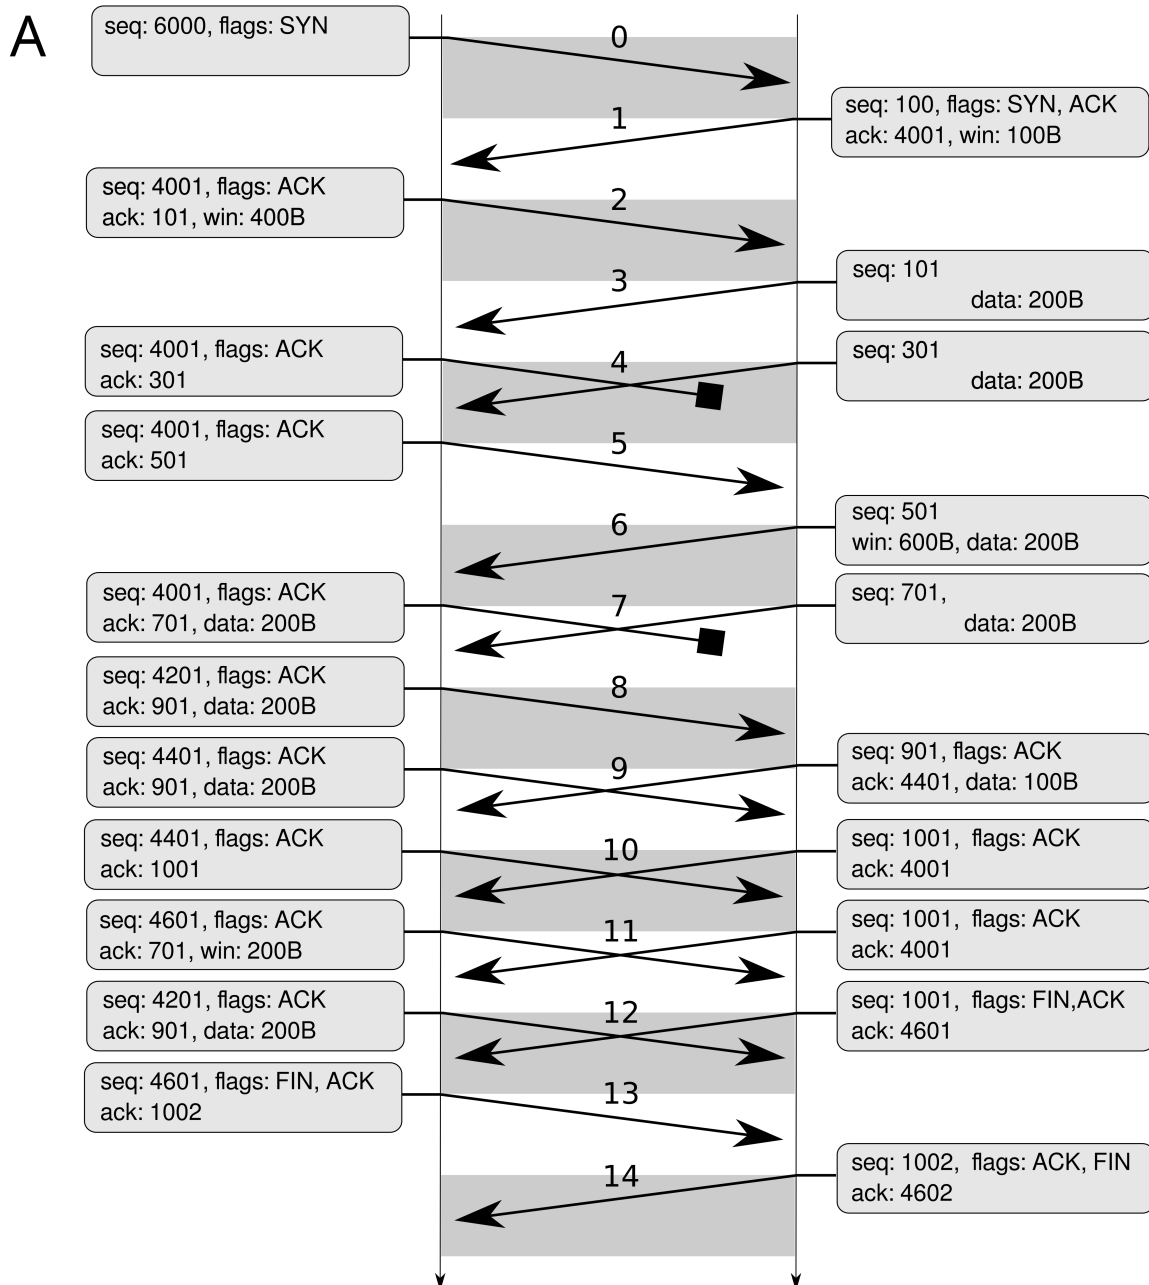 A
seq: 6000, flags: SYN
0
1
seq: 100, flags: SYN, ACK
ack: 4001, win: 100B
seq: 4001, flags: ACK
ack: 101, win: 400B
2
3
seq: 101
data: 200B
seq: 4001, flags: ACK
ack: 301
4
seq: 301
data: 200B
seq: 4001, flags: ACK
ack: 501
5
6
seq: 501
win: 600B, data: 200B
seq: 4001, flags: ACK
ack: 701, data: 200B
7
seq: 701,
data: 200B
seq: 4201, flags: ACK
ack: 901, data: 200B
8
seq: 4401, flags: ACK
ack: 901, data: 200B
9
seq: 901, flags: ACK
ack: 4401, data: 100B
seq: 4401, flags: ACK
ack: 1001
10
seq: 1001, flags: ACK
ack: 4001
seq: 4601, flags: ACK
ack: 701, win: 200B
11
seq: 1001, flags: ACK
ack: 4001
seq: 4201, flags: ACK
ack: 901, data: 200B
12
seq: 1001, flags: FIN,ACK
ack: 4601
seq: 4601, flags: FIN, ACK
ack: 1002
13
14
seq: 1002, flags: ACK, FIN
ack: 4602